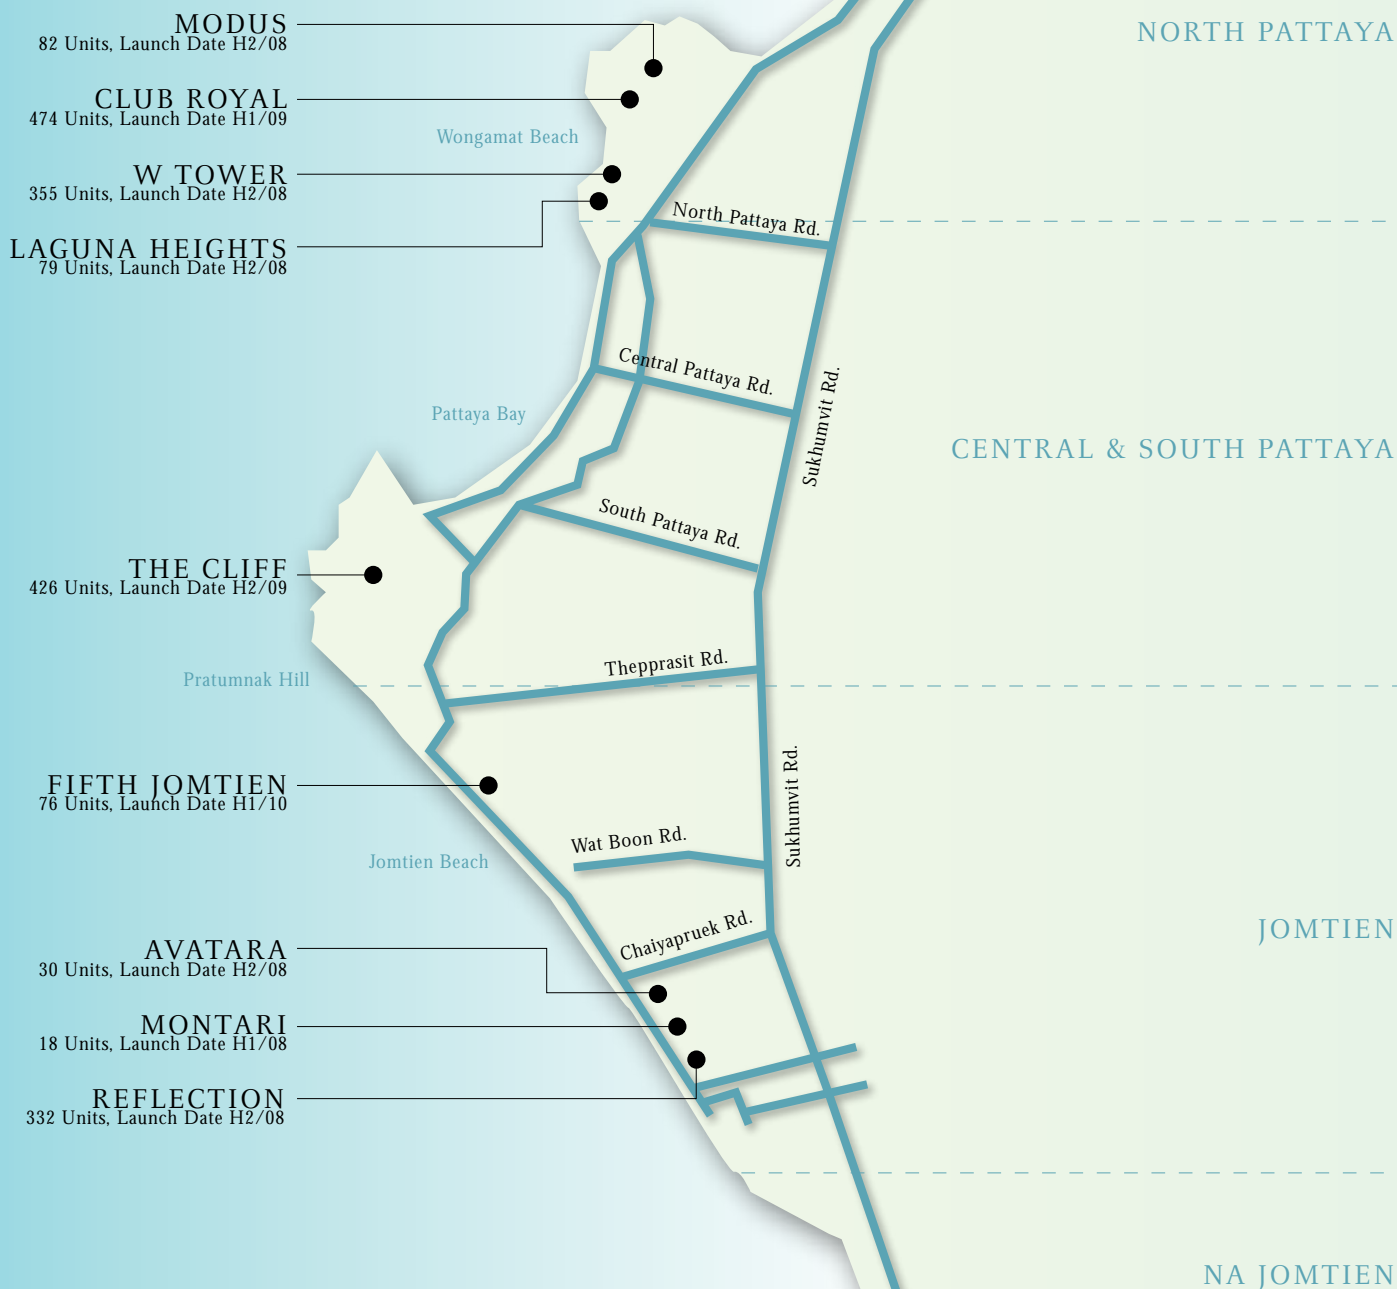 MODUS
82 Units, Launch Date H2/08
NORTH PATTAYA
CLUB ROYAL
474 Units, Launch Date H1/09
Wongamat Beach
W TOWER
355 Units, Launch Date H2/08
LAGUNA HEIGHTS
79 Units, Launch Date H2/08
North Pattaya Rd.
Central Pattaya Rd.
Sukhumvit Rd.
Pattaya Bay
CENTRAL & SOUTH PATTAYA
South Pattaya Rd.
THE CLIFF
426 Units, Launch Date H2/09
Thepprasit Rd.
Pratumnak Hill
FIFTH JOMTIEN
76 Units, Launch Date H1/10
Sukhumvit Rd.
Wat Boon Rd.
Jomtien Beach
Chaiyapruek Rd.
JOMTIEN
AVATARA
30 Units, Launch Date H2/08
MONTARI
18 Units, Launch Date H1/08
REFLECTION
332 Units, Launch Date H2/08
NA JOMTIEN